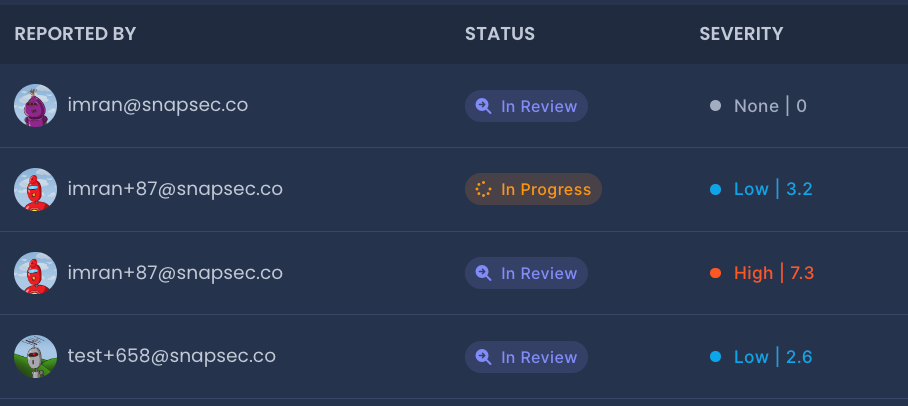 REPORTED BY STATUS SEVERITY
imran@snapsec.co In Review None | 0
imran+87@snapsec.co In Progress Low | 3.2
imran+87@snapsec.co In Review High | 7.3
test+658@snapsec.co In Review Low | 2.6